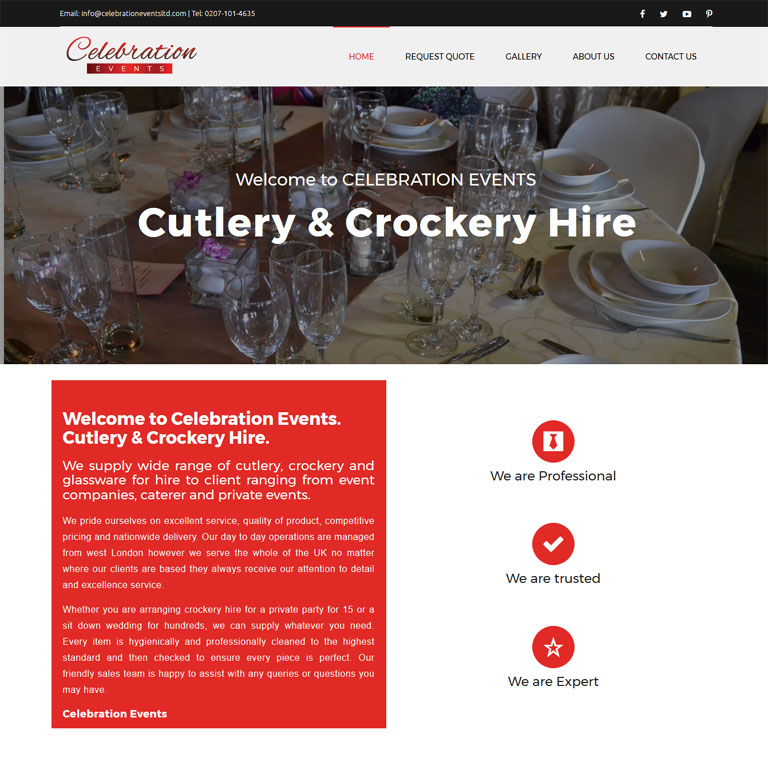 Email: info@celebrationeventsltd.com | Tel: 0207-101-4635
Celebration
EVENTS
HOME
REQUEST QUOTE
GALLERY
ABOUT US
CONTACT US
Welcome to CELEBRATION EVENTS
Cutlery & Crockery Hire
Welcome to Celebration Events.
Cutlery & Crockery Hire.
We supply wide range of cutlery, crockery and
glassware for hire to client ranging from event
companies, caterer and private events.
We pride ourselves on excellent service, quality of product, competitive
pricing and nationwide delivery. Our day to day operations are managed
from west London however we serve the whole of the UK no matter
where our clients are based they always receive our attention to detail
and excellence service.
Whether you are arranging crockery hire for a private party for 15 or a
sit down wedding for hundreds, we can supply whatever you need.
Every item is hygienically and professionally cleaned to the highest
standard and then checked to ensure every piece is perfect. Our
friendly sales team is happy to assist with any queries or questions you
may have.
Celebration Events
We are Professional
We are trusted
We are Expert